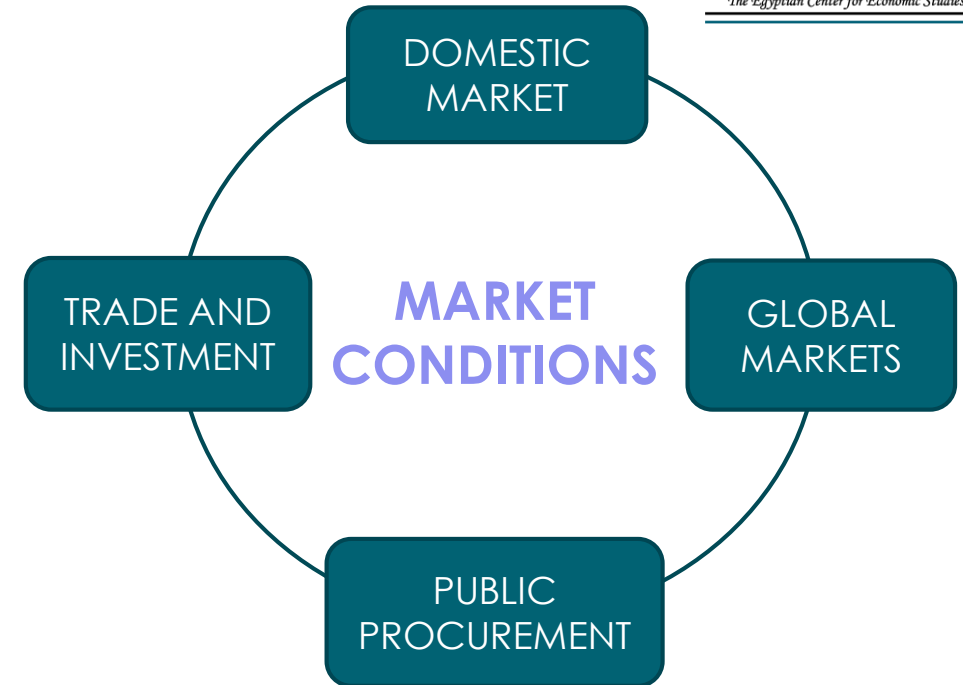 The Egyptian Center for Economic Studies
DOMESTIC
MARKET
TRADE AND
INVESTMENT
MARKET
CONDITIONS
GLOBAL
MARKETS
PUBLIC
PROCUREMENT